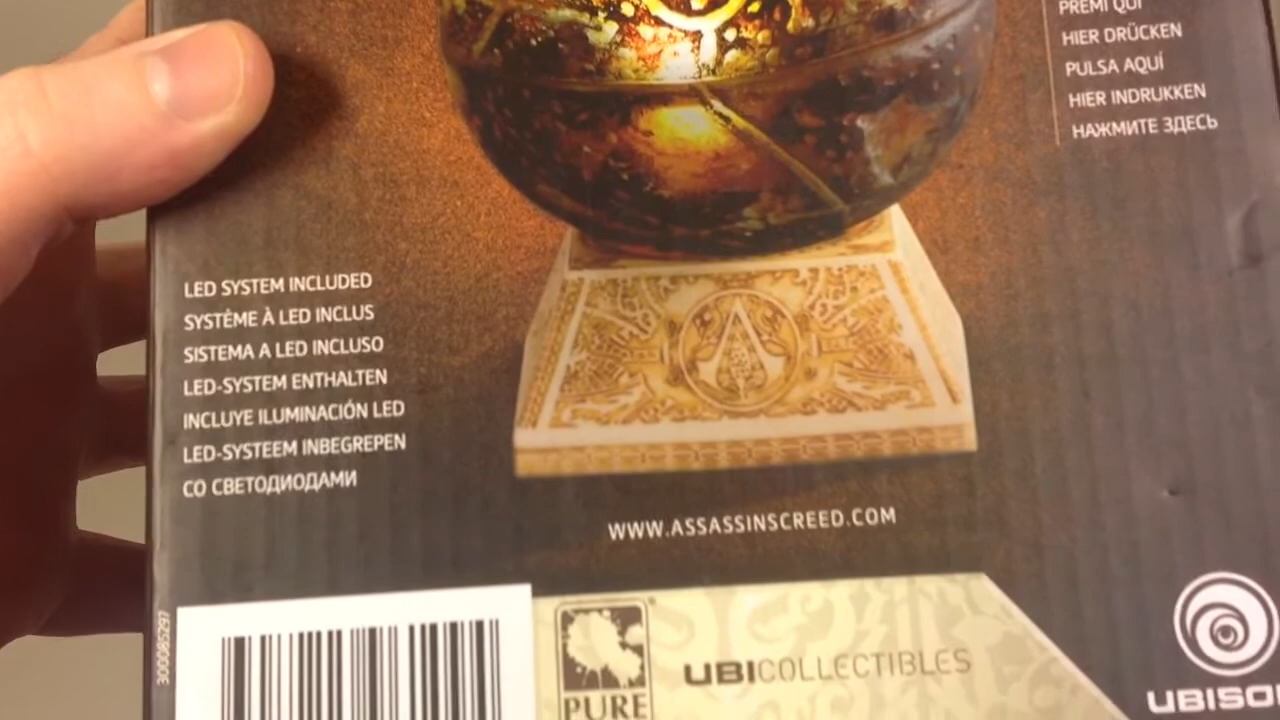 PREMI QUI
HIER DRÜCKEN
PULSA AQUÍ
HIER INDRUKKEN
НАЖМИТЕ ЗДЕСЬ
LED SYSTEM INCLUDED
SYSTÈME À LED INCLUS
SISTEMA A LED INCLUSO
LED-SYSTEM ENTHALTEN
INCLUYE ILUMINACIÓN LED
LED-SYSTEEM INBEGREPEN
СО СВЕТОДИОДАМИ
WWW.ASSASSINSCREED.COM
300085297
PURE
UBICOLLECTIBLES
UBISO